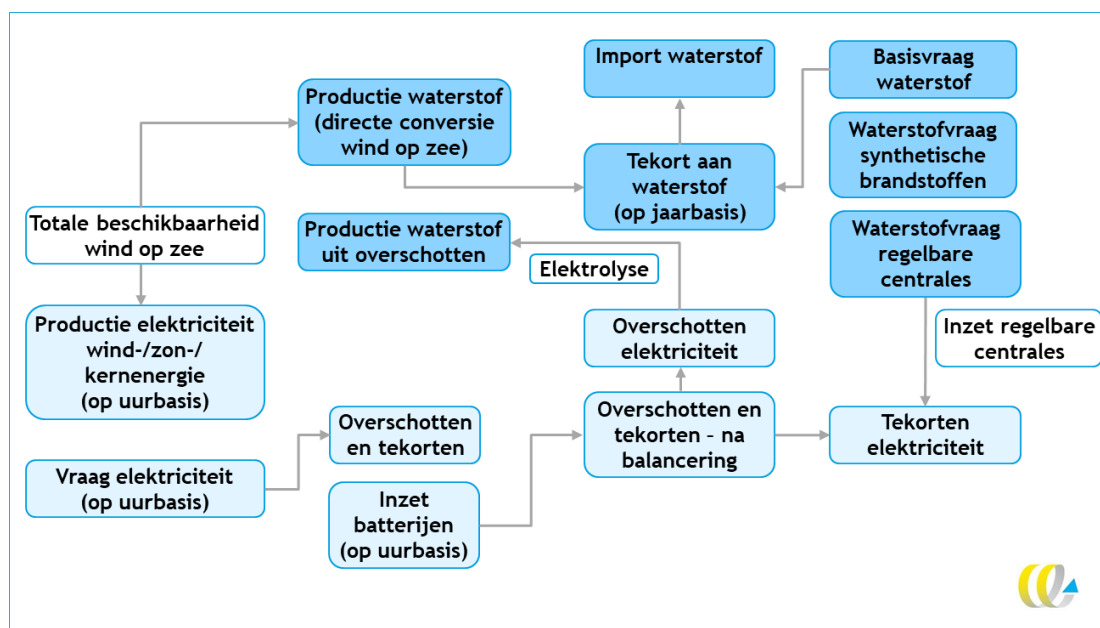 Import waterstof
Basisvraag
waterstof
Productie waterstof
(directe conversie
wind op zee)
Waterstofvraag
synthetische
brandstoffen
Tekort aan
waterstof
(op jaarbasis)
Totale beschikbaarheid
wind op zee
Productie waterstof
uit overschotten
Waterstofvraag
regelbare
centrales
Elektrolyse
Productie elektriciteit
wind-/zon-/
kernenergie
(op uurbasis)
Overschotten
elektriciteit
Inzet regelbare
centrales
Overschotten
en tekorten
Overschotten en
tekorten – na
balancering
Tekorten
elektriciteit
Vraag elektriciteit
(op uurbasis)
Inzet
batterijen
(op uurbasis)